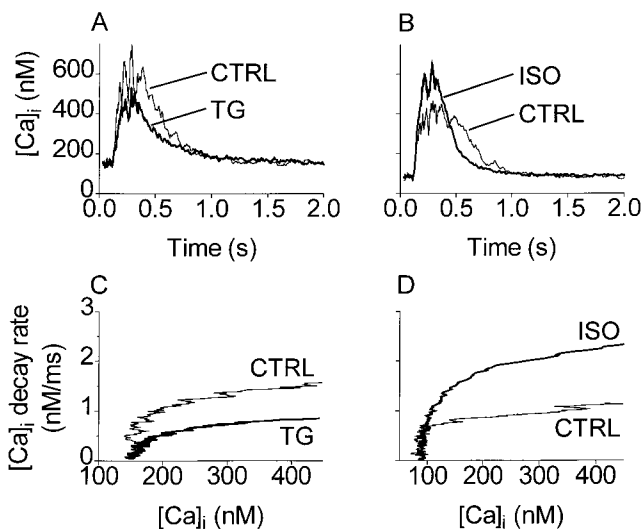 A
B
[Ca]i (nM)
600
400
200
0
CTRL
TG
ISO
CTRL
0.0 0.5 1.0 1.5 2.0
0.0 0.5 1.0 1.5 2.0
Time (s)
Time (s)
C
D
[Ca]i decay rate
(nM/ms)
3
2
1
0
CTRL
TG
ISO
CTRL
100 200 300 400
100 200 300 400
[Ca]i (nM)
[Ca]i (nM)